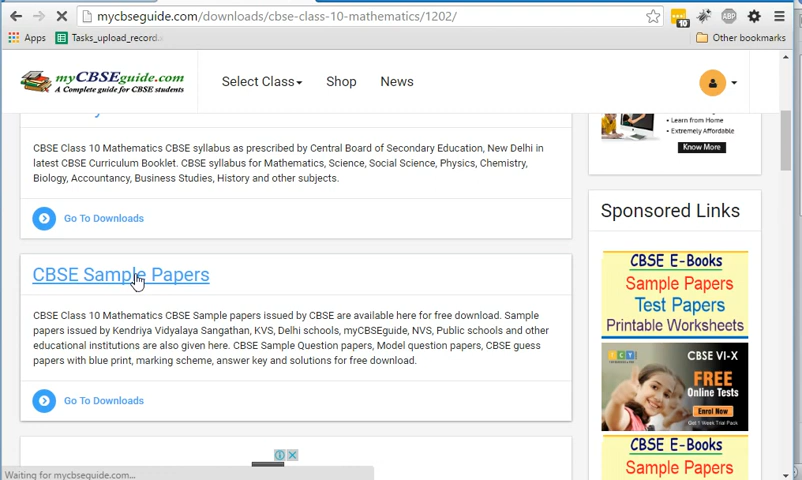 mycbseguide.com/downloads/cbse-class-10-mathematics/1202/
10
ABP
Apps
Tasks_upload_record.
Other bookmarks
myCBSEguide.com
A Complete guide for CBSE students
Select Class
Shop
News
• Learn from Home
• Extremely Affordable
Know More
CBSE Class 10 Mathematics CBSE syllabus as prescribed by Central Board of Secondary Education, New Delhi in
latest CBSE Curriculum Booklet. CBSE syllabus for Mathematics, Science, Social Science, Physics, Chemistry,
Biology, Accountancy, Business Studies, History and other subjects.
Go To Downloads
CBSE Sample Papers
CBSE Class 10 Mathematics CBSE Sample papers issued by CBSE are available here for free download. Sample
papers issued by Kendriya Vidyalaya Sangathan, KVS, Delhi schools, myCBSEguide, NVS, Public schools and other
educational institutions are also given here. CBSE Sample Question papers, Model question papers, CBSE guess
papers with blue print, marking scheme, answer key and solutions for free download.
Go To Downloads
Sponsored Links
CBSE E-Books
Sample Papers
Test Papers
Printable Worksheets
CBSE VI-X
FREE
Online Tests
Enrol Now
Get 1 Week Trial Pack
CBSE E-Books
Sample Papers
Waiting for mycbseguide.com...